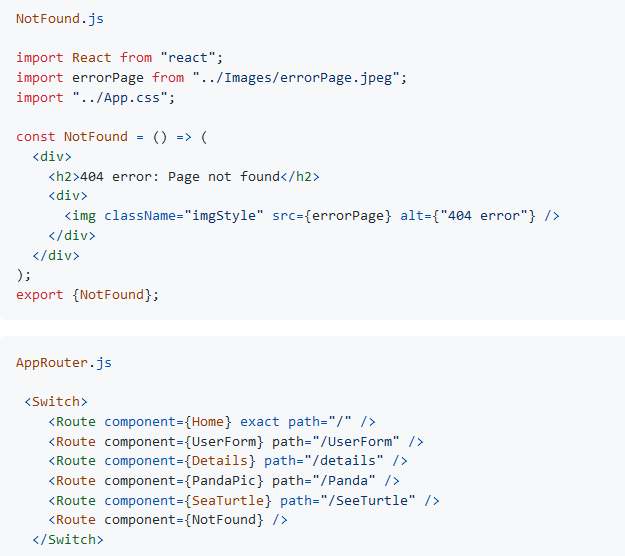 NotFound.js
import React from "react";
import errorPage from "../Images/errorPage.jpeg";
import "../App.css";
const NotFound = () => (
<div>
<h2>404 error: Page not found</h2>
<div>
<img className="imgStyle" src={errorPage} alt={"404 error"} />
</div>
</div>
);
export {NotFound};
AppRouter.js
<Switch>
<Route component={Home} exact path="/" />
<Route component={UserForm} path="/UserForm" />
<Route component={Details} path="/details" />
<Route component={PandaPic} path="/Panda" />
<Route component={SeaTurtle} path="/SeeTurtle" />
<Route component={NotFound} />
</Switch>